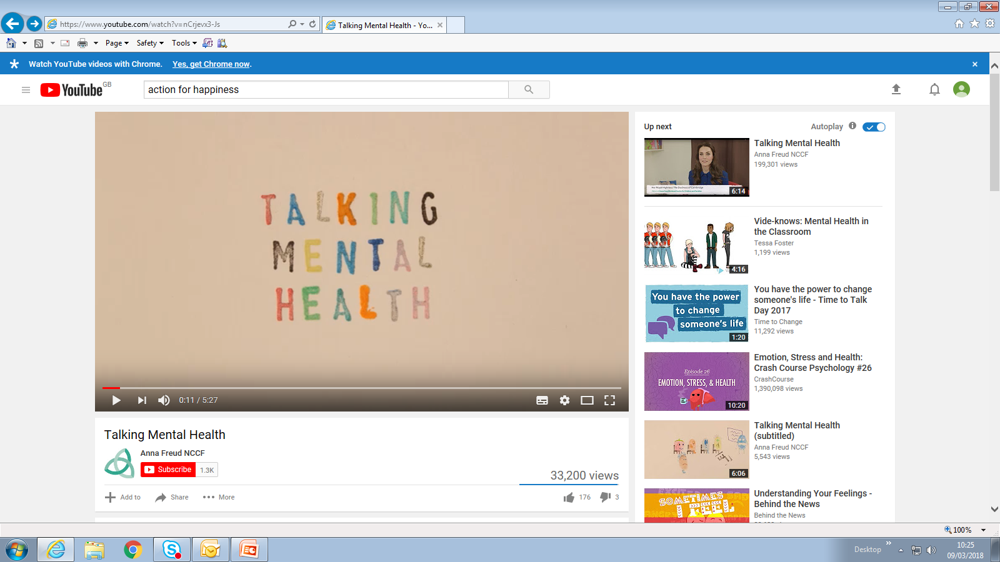 https://www.youtube.com/watch?v=nCrjevx3-Js
Talking Mental Health - Yo...
Page Safety Tools
Watch YouTube videos with Chrome. Yes, get Chrome now.
YouTube GB
action for happiness
TALKING
MENTAL
HEALTH
0:11 / 5:27
Talking Mental Health
Anna Freud NCCF
Subscribe 1.3K
33,200 views
Add to Share More 176 3
Up next Autoplay
Her Royal Highness The Duchess of Cambridge
6:14
Talking Mental Health
Anna Freud NCCF
199,301 views
4:16
Vide-knows: Mental Health in
the Classroom
Tessa Foster
1,199 views
You have the power
to change
someone's life
1:20
You have the power to change
someone's life - Time to Talk
Day 2017
Time to Change
11,292 views
Episode 26
EMOTION, STRESS, & HEALTH
10:20
Emotion, Stress and Health:
Crash Course Psychology #26
CrashCourse
1,390,098 views
6:06
Talking Mental Health
(subtitled)
Anna Freud NCCF
5,543 views
SOMETIMES
I FEEL
Understanding Your Feelings -
Behind the News
Behind the News
100%
Desktop
10:25
09/03/2018